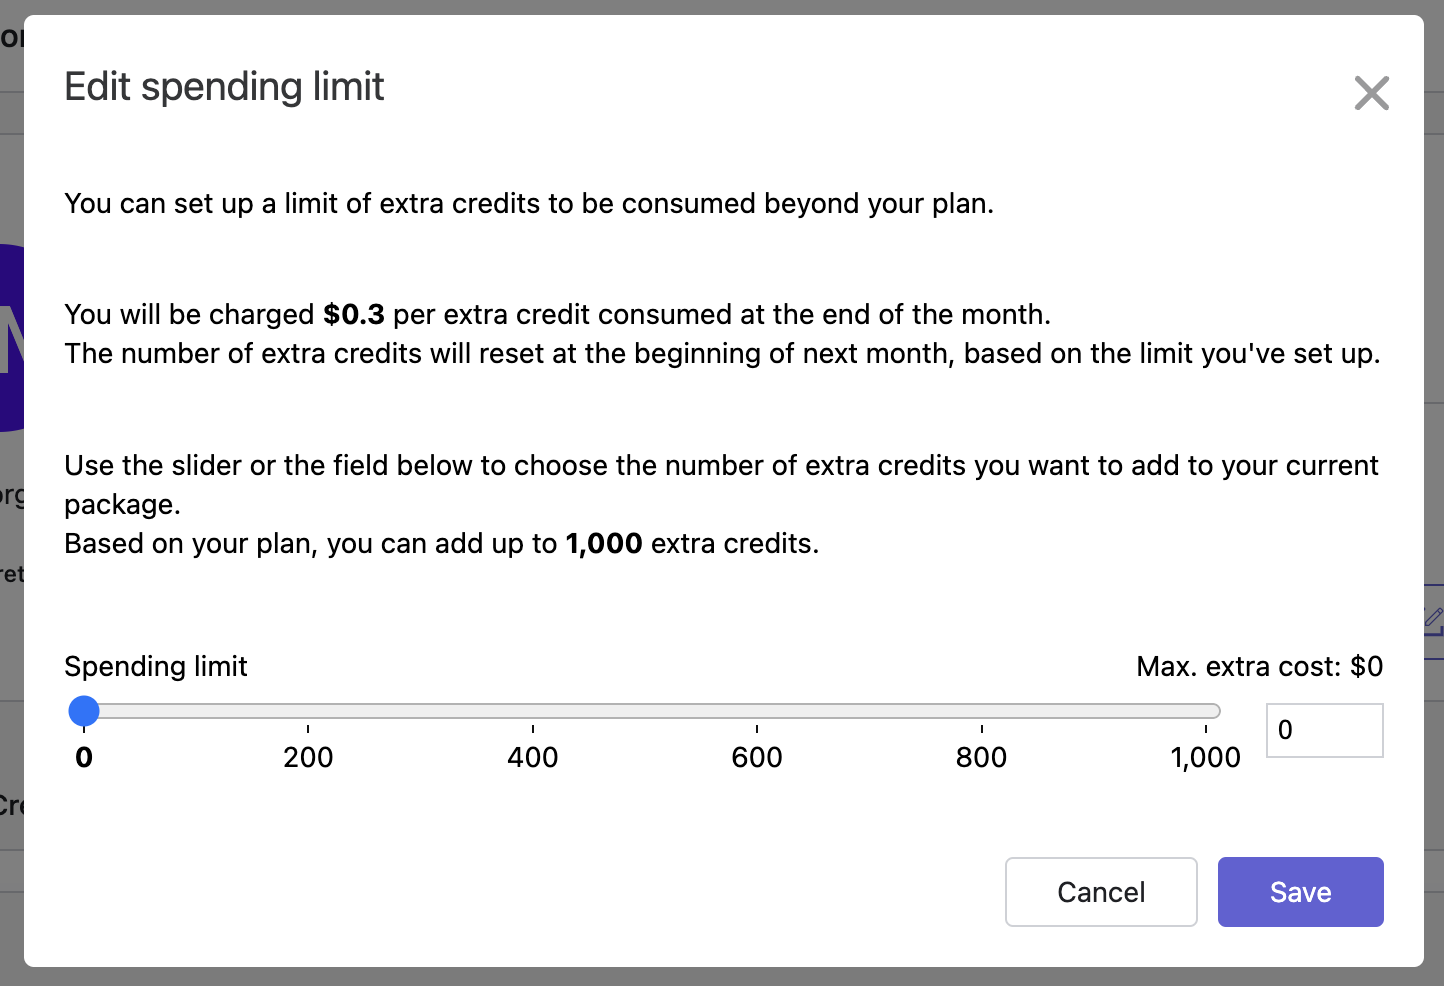 Edit spending limit
You can set up a limit of extra credits to be consumed beyond your plan.
You will be charged $0.3 per extra credit consumed at the end of the month.
The number of extra credits will reset at the beginning of next month, based on the limit you've set up.
Use the slider or the field below to choose the number of extra credits you want to add to your current
package.
Based on your plan, you can add up to 1,000 extra credits.
Spending limit
Max. extra cost: $0
0
200
400
600
800
1,000
0
Cancel
Save